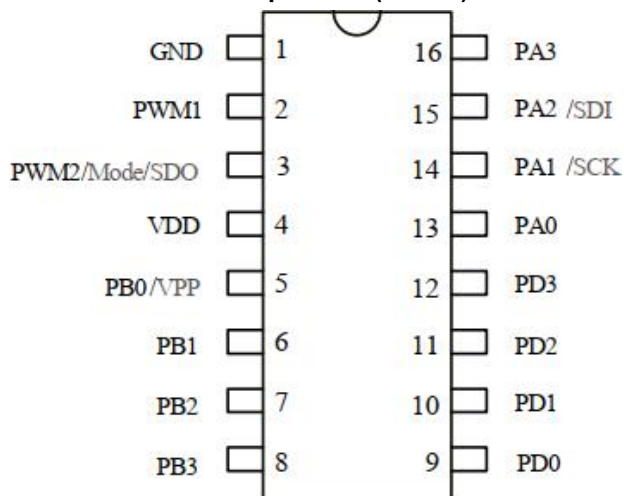 GND 1 16 PA3
PWM1 2 15 PA2 /SDI
PWM2/Mode/SDO 3 14 PA1 /SCK
VDD 4 13 PA0
PB0/VPP 5 12 PD3
PB1 6 11 PD2
PB2 7 10 PD1
PB3 8 9 PD0